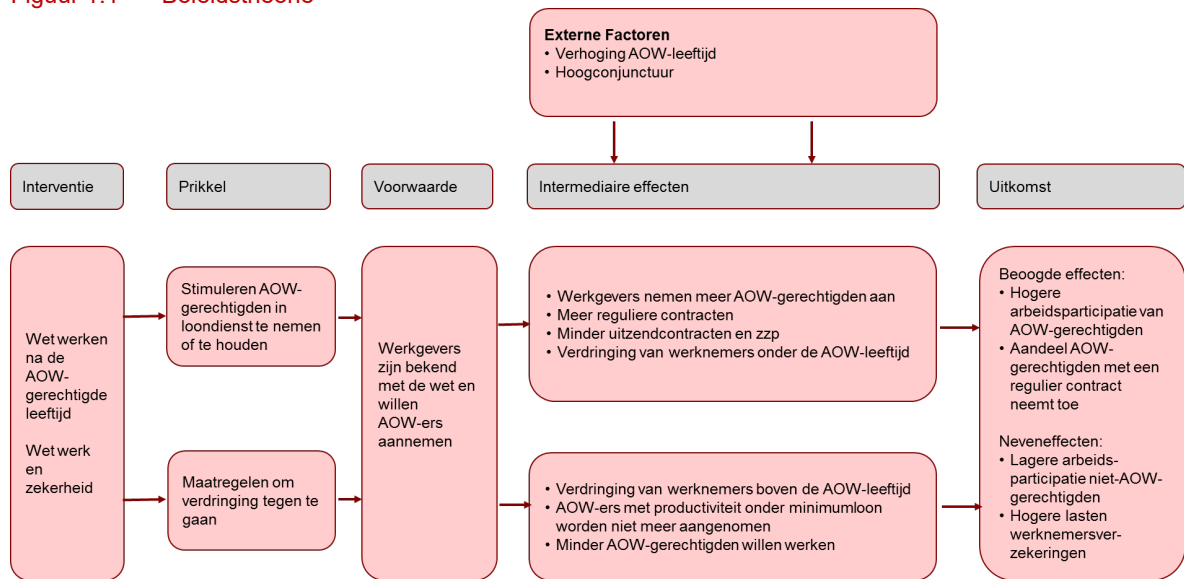 Externe Factoren
• Verhoging AOW-leeftijd
• Hoogconjunctuur
Interventie
Prikkel
Voorwaarde
Intermediaire effecten
Uitkomst
Wet werken
na de
AOW-
gerechtigde
leeftijd
Wet werk
en
zekerheid
Stimuleren AOW-
gerechtigden in
loondienst te nemen
of te houden
Maatregelen om
verdringing tegen te
gaan
Werkgevers
zijn bekend
met de wet en
willen
AOW-ers
aannemen
• Werkgevers nemen meer AOW-gerechtigden aan
• Meer reguliere contracten
• Minder uitzendcontracten en zzp
• Verdringing van werknemers onder de AOW-leeftijd
• Verdringing van werknemers boven de AOW-leeftijd
• AOW-ers met productiviteit onder minimumloon
worden niet meer aangenomen
• Minder AOW-gerechtigden willen werken
Beoogde effecten:
• Hogere
arbeidsparticipatie van
AOW-gerechtigden
• Aandeel AOW-
gerechtigden met een
regulier contract
neemt toe
Neveneffecten:
• Lagere arbeids-
participatie niet-AOW-
gerechtigden
• Hogere lasten
werknemersver-
zekeringen